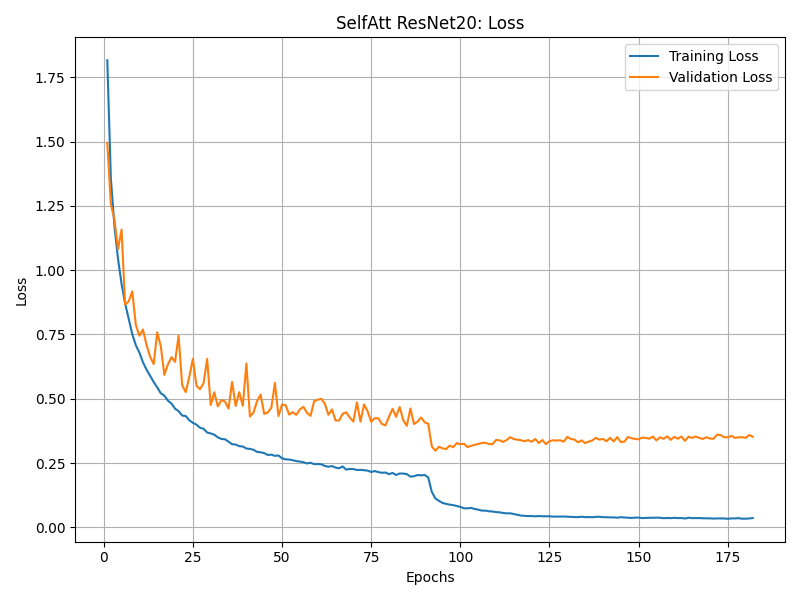 SelfAtt ResNet20: Loss
Training Loss
Validation Loss
1.75
1.50
1.25
1.00
0.75
0.50
0.25
0.00
Loss
0 25 50 75 100 125 150 175
Epochs